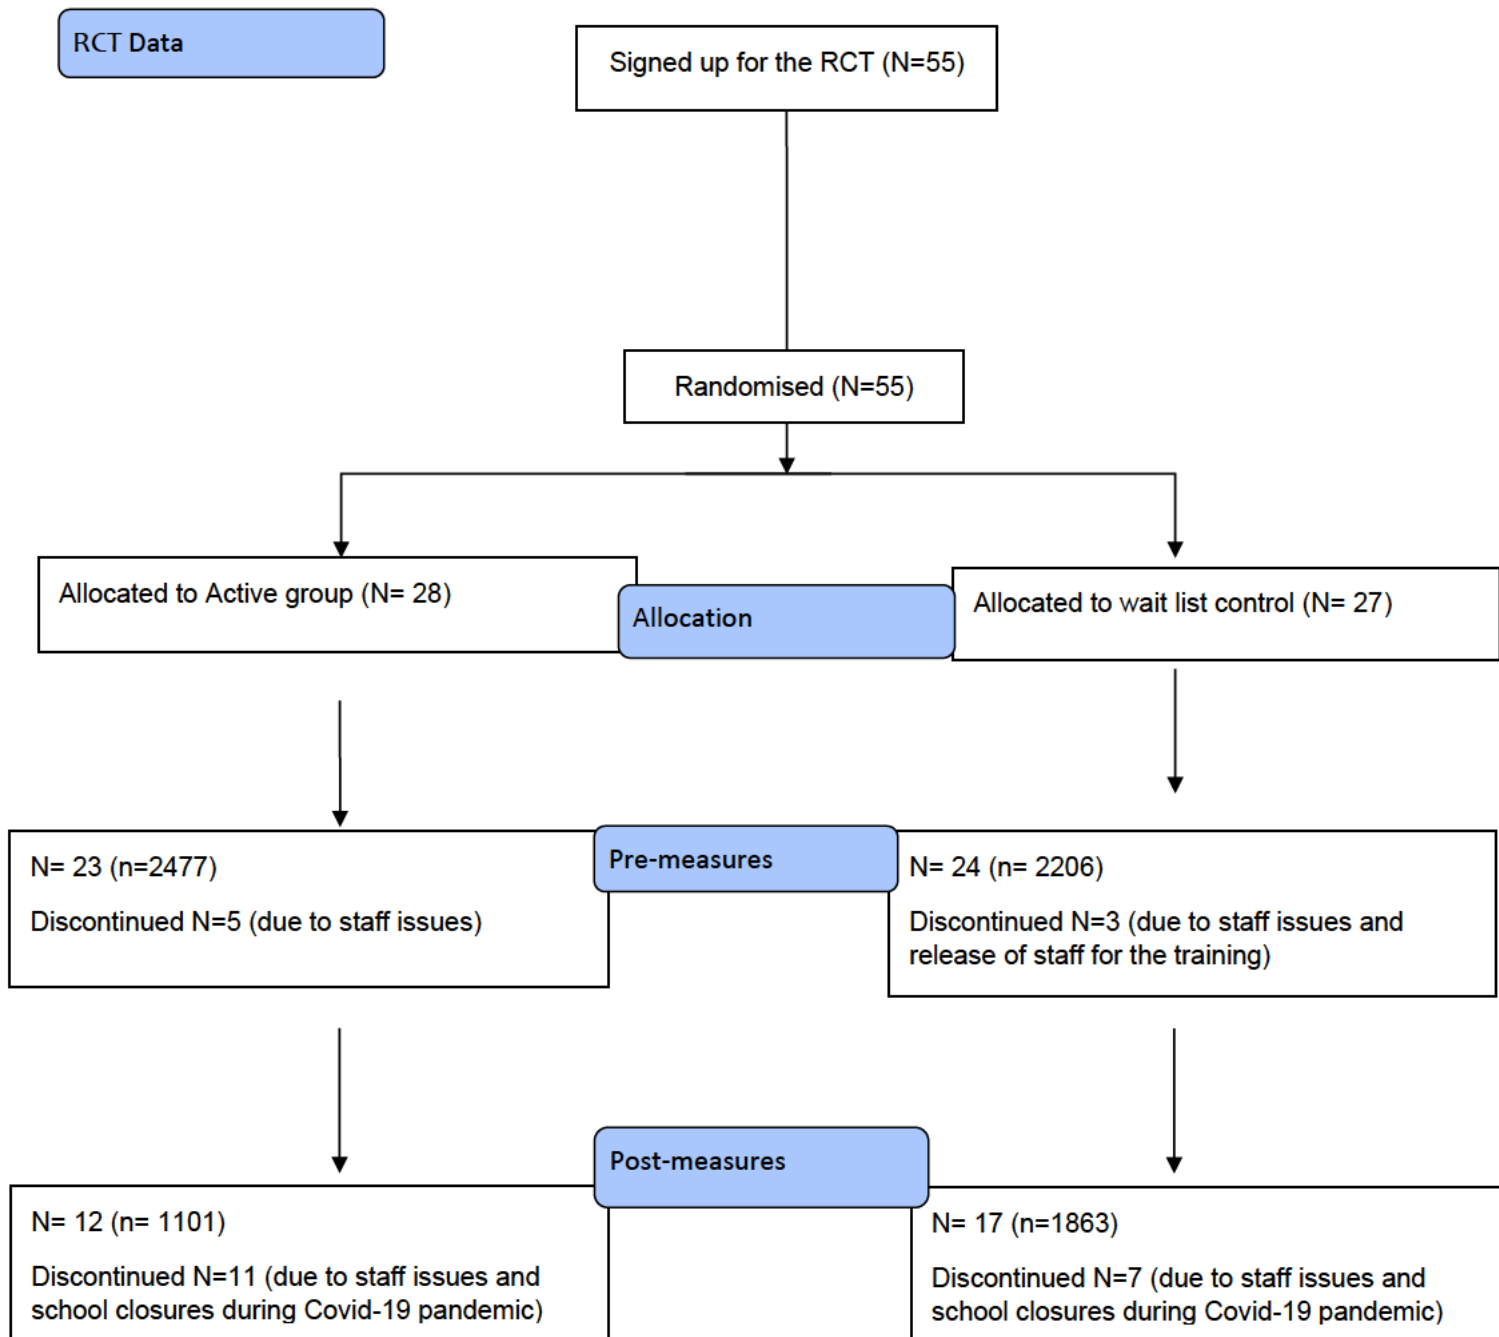 RCT Data
Signed up for the RCT (N=55)
Randomised (N=55)
Allocated to Active group (N= 28)
Allocation
Allocated to wait list control (N= 27)
Pre-measures
N= 23 (n=2477)
Discontinued N=5 (due to staff issues)
N= 24 (n= 2206)
Discontinued N=3 (due to staff issues and
release of staff for the training)
Post-measures
N= 12 (n= 1101)
Discontinued N=11 (due to staff issues and
school closures during Covid-19 pandemic)
N= 17 (n=1863)
Discontinued N=7 (due to staff issues and
school closures during Covid-19 pandemic)